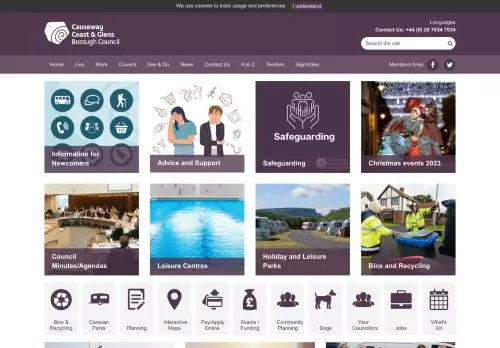 We use cookies to track usage and preferences I understand
Causeway
Coast & Glens
Borough Council
Languages
Contact Us: +44 (0) 28 7034 7034
Search the site
Home Live Work Council See & Do News Contact Us A to Z Tenders SignVideo Members Area
Information for
Newcomers
Advice and Support
Safeguarding
Safeguarding
Christmas events 2023
Council
Minutes/Agendas
Leisure Centres
Holiday and Leisure
Parks
Bins and Recycling
Bins &
Recycling
Caravan
Parks
Planning
Interactive
Maps
Pay/Apply
Online
Grants /
Funding
Community
Planning
Dogs
Your
Councillors
Jobs
What's
On